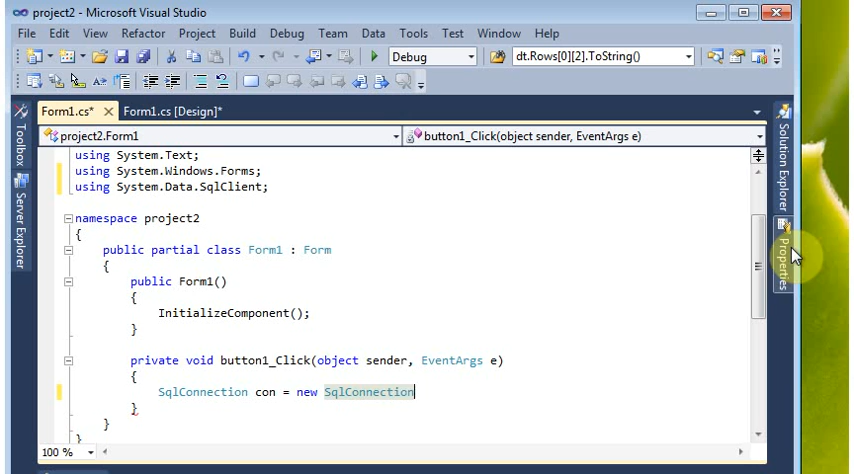 project2 - Microsoft Visual Studio
File Edit View Refactor Project Build Debug Team Data Tools Test Window Help
Debug dt.Rows[0][2].ToString()
Form1.cs* Form1.cs [Design]*
project2.Form1 button1_Click(object sender, EventArgs e)
Toolbox
Server Explorer
Solution Explorer
Properties
using System.Text;
using System.Windows.Forms;
using System.Data.SqlClient;
namespace project2
{
public partial class Form1 : Form
{
public Form1()
{
InitializeComponent();
}
private void button1_Click(object sender, EventArgs e)
{
SqlConnection con = new SqlConnection
}
}
}
100 %